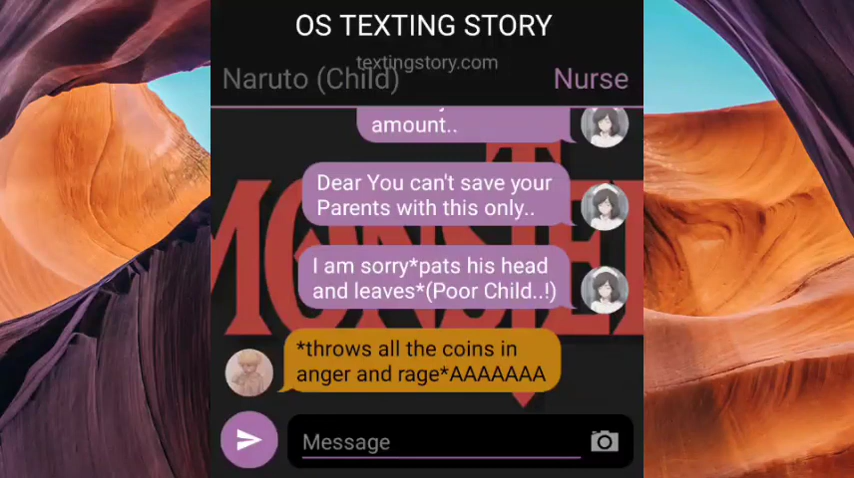 OS TEXTING STORY
textingstory.com
Naruto (Child)
Nurse
amount..
Dear You can't save your
Parents with this only..
I am sorry*pats his head
and leaves*(Poor Child..!)
*throws all the coins in
anger and rage*AAAAAAA
Message
MONSTER